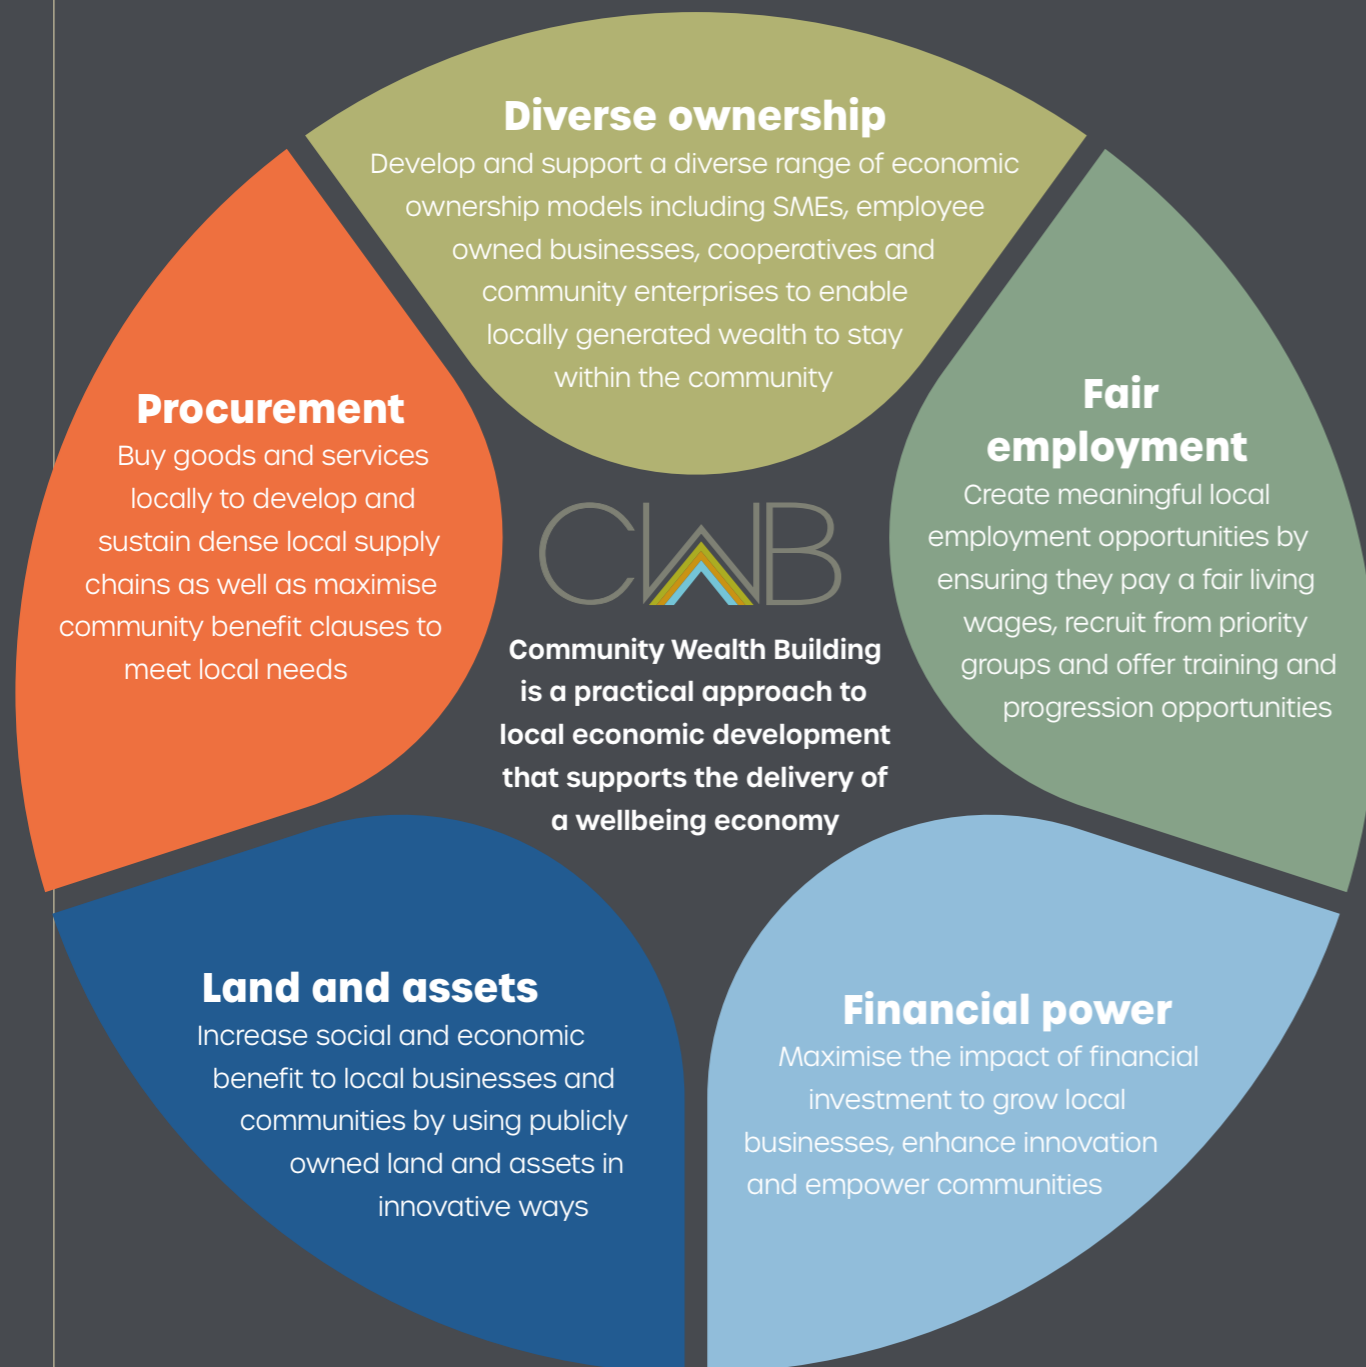 Diverse ownership
Develop and support a diverse range of economic
ownership models including SMEs, employee
owned businesses, cooperatives and
community enterprises to enable
locally generated wealth to stay
within the community
Fair
employment
Create meaningful local
employment opportunities by
ensuring they pay a fair living
wages, recruit from priority
groups and offer training and
progression opportunities
Financial power
Maximise the impact of financial
investment to grow local
businesses, enhance innovation
and empower communities
Land and assets
Increase social and economic
benefit to local businesses and
communities by using publicly
owned land and assets in
innovative ways
Procurement
Buy goods and services
locally to develop and
sustain dense local supply
chains as well as maximise
community benefit clauses to
meet local needs
CWB
Community Wealth Building
is a practical approach to
local economic development
that supports the delivery of
a wellbeing economy